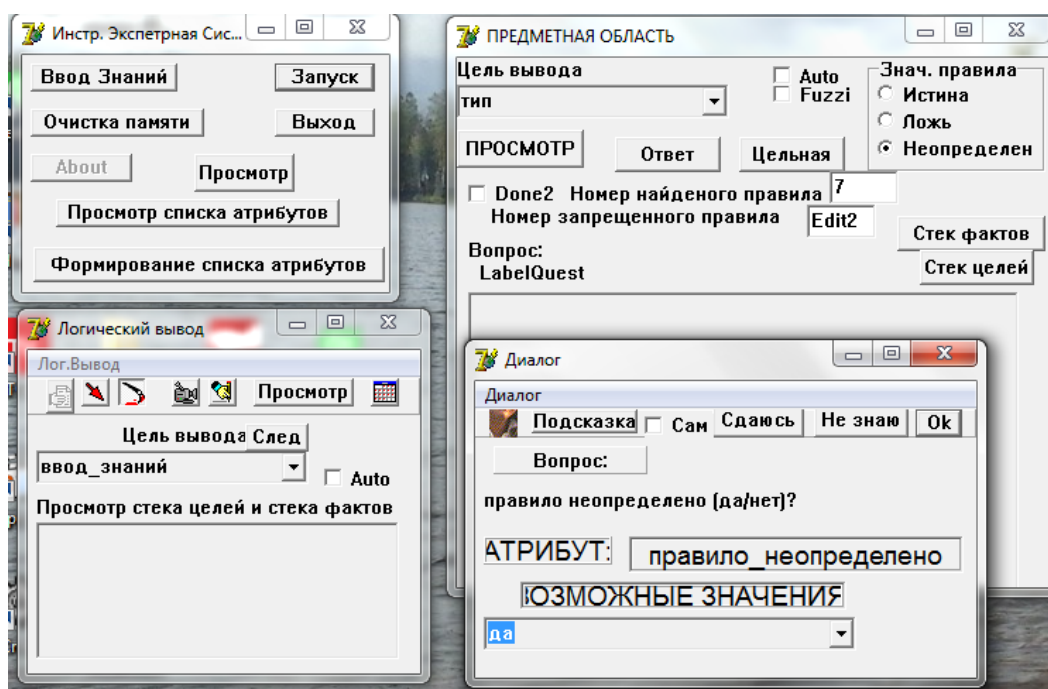 Инстр. Экспетрная Сис...
Ввод Знаний
Запуск
Очистка памяти
Выход
About
Просмотр
Просмотр списка атрибутов
Формирование списка атрибутов
ПРЕДМЕТНАЯ ОБЛАСТЬ
Цель вывода
тип
Auto
Fuzzi
Знач. правила
Истина
Ложь
Неопределен
ПРОСМОТР
Ответ
Цельная
Done2 Номер найденого правила 7
Номер запрещенного правила Edit2
Стек фактов
Стек целей
Вопрос:
LabelQuest
Логический вывод
Лог.Вывод
Просмотр
Цель вывода След
ввод_знаний
Auto
Просмотр стека целей и стека фактов
Диалог
Диалог
Подсказка Сам Сдаюсь Не знаю Ok
Вопрос:
правило неопределено (да/нет)?
АТРИБУТ: правило_неопределено
ВОЗМОЖНЫЕ ЗНАЧЕНИЯ
да